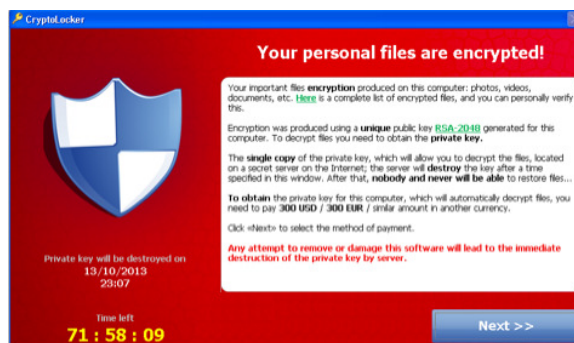 CryptoLocker
Your personal files are encrypted!
Your important files encryption produced on this computer: photos, videos,
documents, etc. Here is a complete list of encrypted files, and you can personally verify
this.
Encryption was produced using a unique public key RSA-2048 generated for this
computer. To decrypt files you need to obtain the private key.
The single copy of the private key, which will allow you to decrypt the files, located
on a secret server on the Internet; the server will destroy the key after a time
specified in this window. After that, nobody and never will be able to restore files...
To obtain the private key for this computer, which will automatically decrypt files, you
need to pay 300 USD / 300 EUR / similar amount in another currency.
Click «Next» to select the method of payment.
Any attempt to remove or damage this software will lead to the immediate
destruction of the private key by server.
Private key will be destroyed on
13/10/2013
23:07
Time left
71 : 58 : 09
Next >>